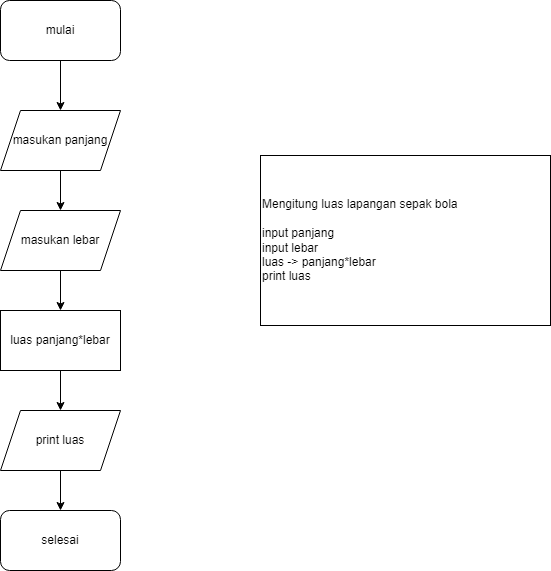 mulai
masukan panjang
masukan lebar
luas panjang*lebar
print luas
selesai
Mengitung luas lapangan sepak bola
input panjang
input lebar
luas -> panjang*lebar
print luas